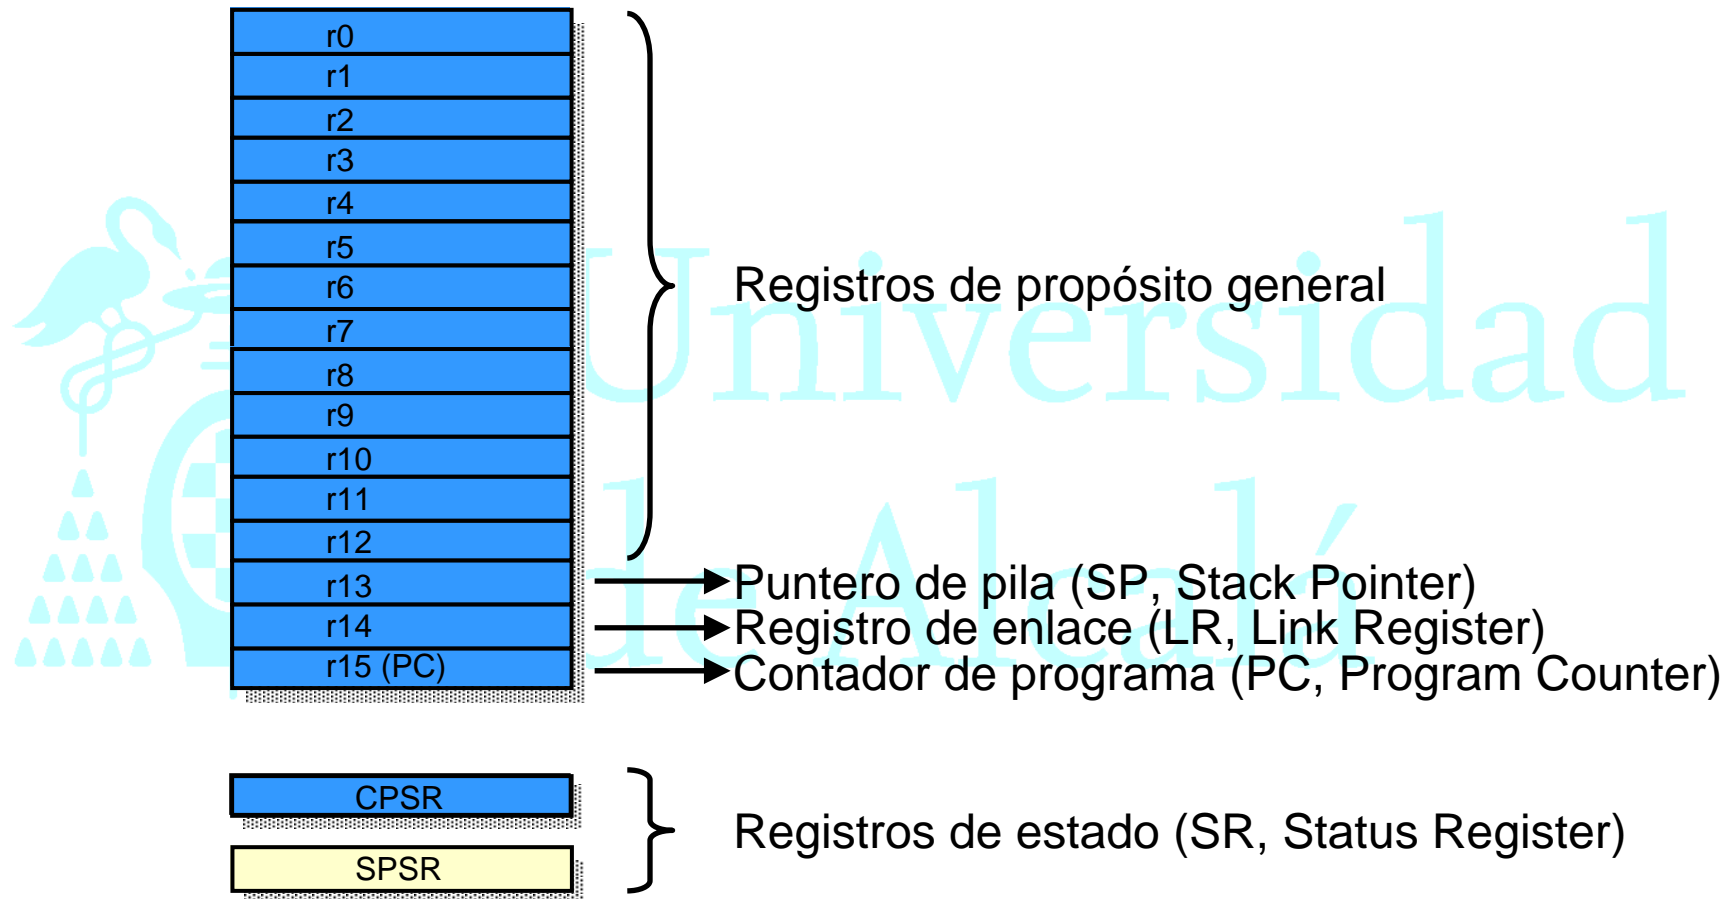 r0
r1
r2
r3
r4
r5
r6
r7
r8
r9
r10
r11
r12
r13
r14
r15 (PC)
Registros de propósito general
Puntero de pila (SP, Stack Pointer)
Registro de enlace (LR, Link Register)
Contador de programa (PC, Program Counter)
CPSR
SPSR
Registros de estado (SR, Status Register)
Universidad
de Alcalá